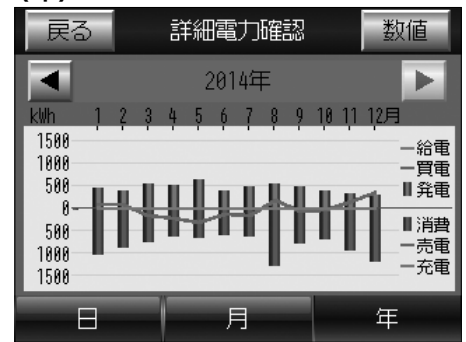 戻る 詳細電力確認 数値
◀ 2014年 ▶
kWh 1 2 3 4 5 6 7 8 9 10 11 12月
1500
1000
500
0
500
1000
1500
給電
買電
発電
消費
売電
充電
日 月 年